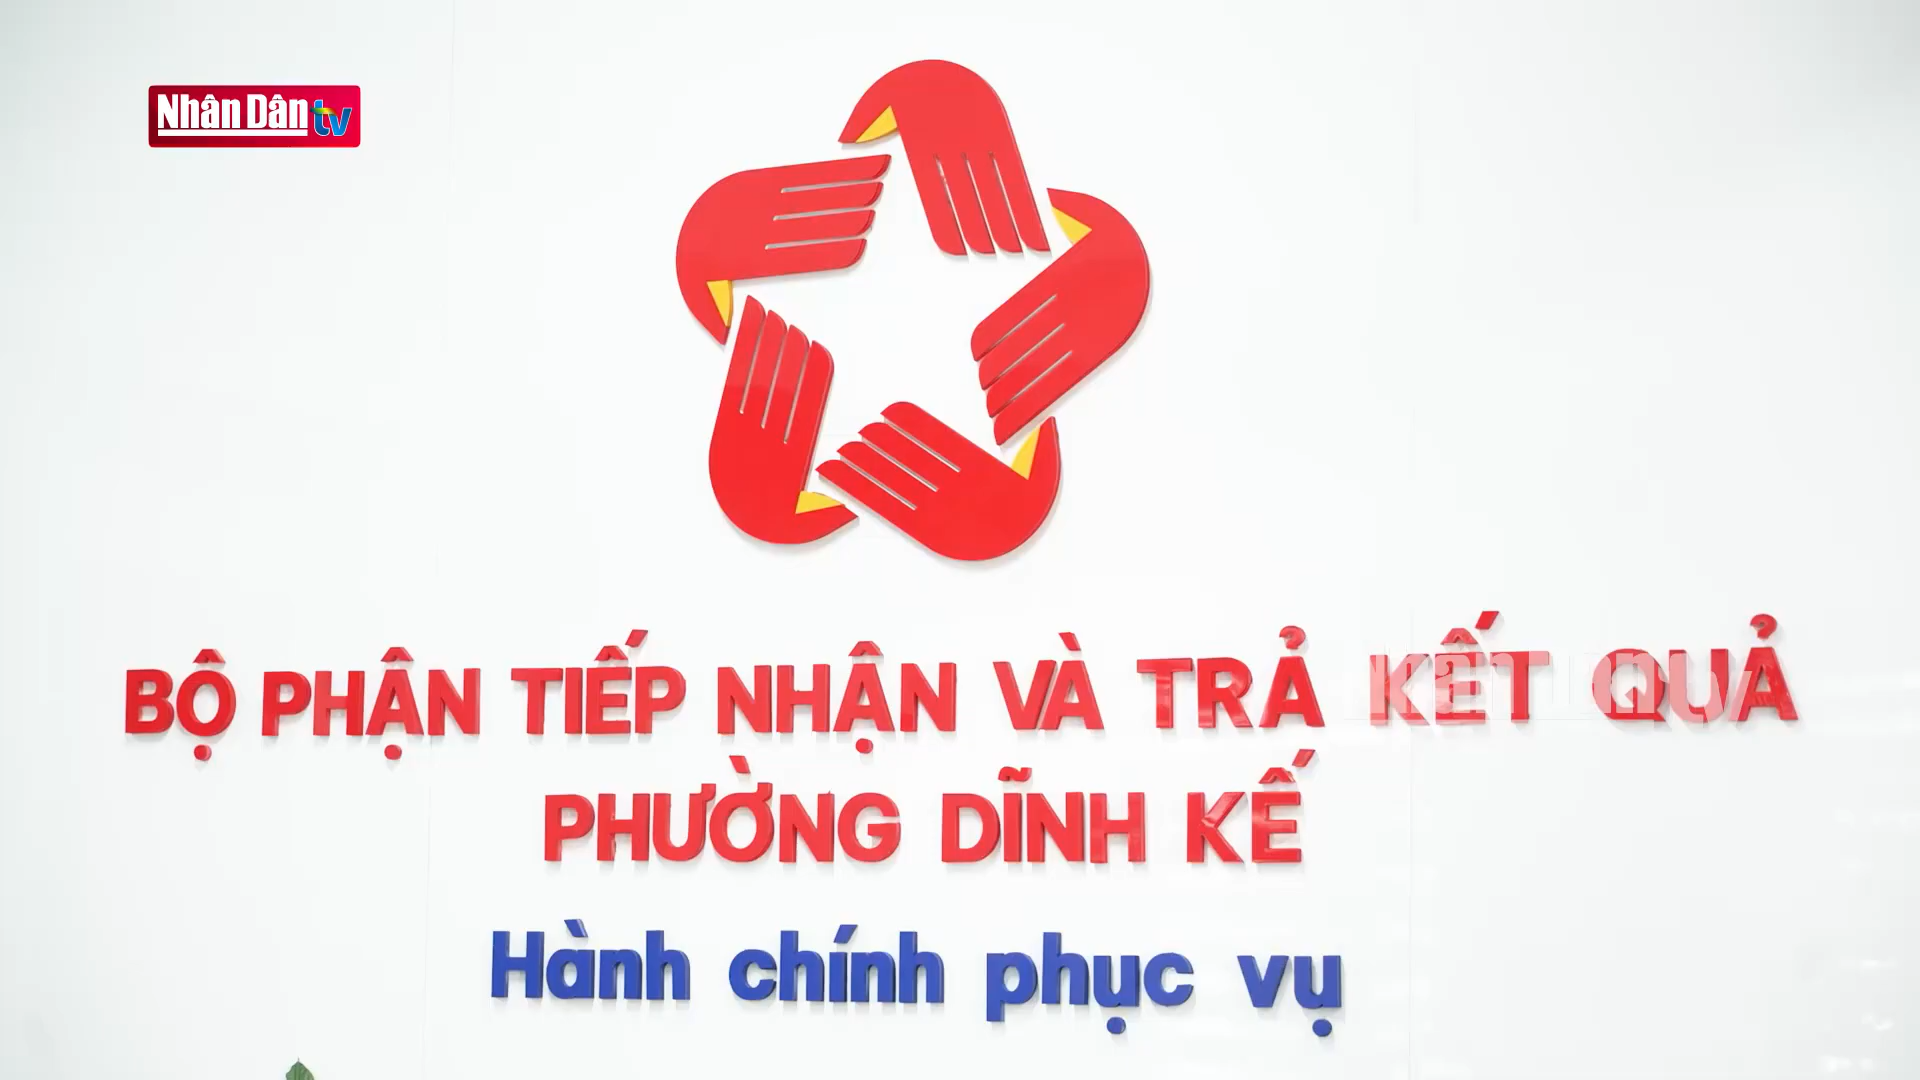 Nhân Dân tv
BỘ PHẬN TIẾP NHẬN VÀ TRẢ KẾT QUẢ
PHƯỜNG DĨNH KẾ
Hành chính phục vụ